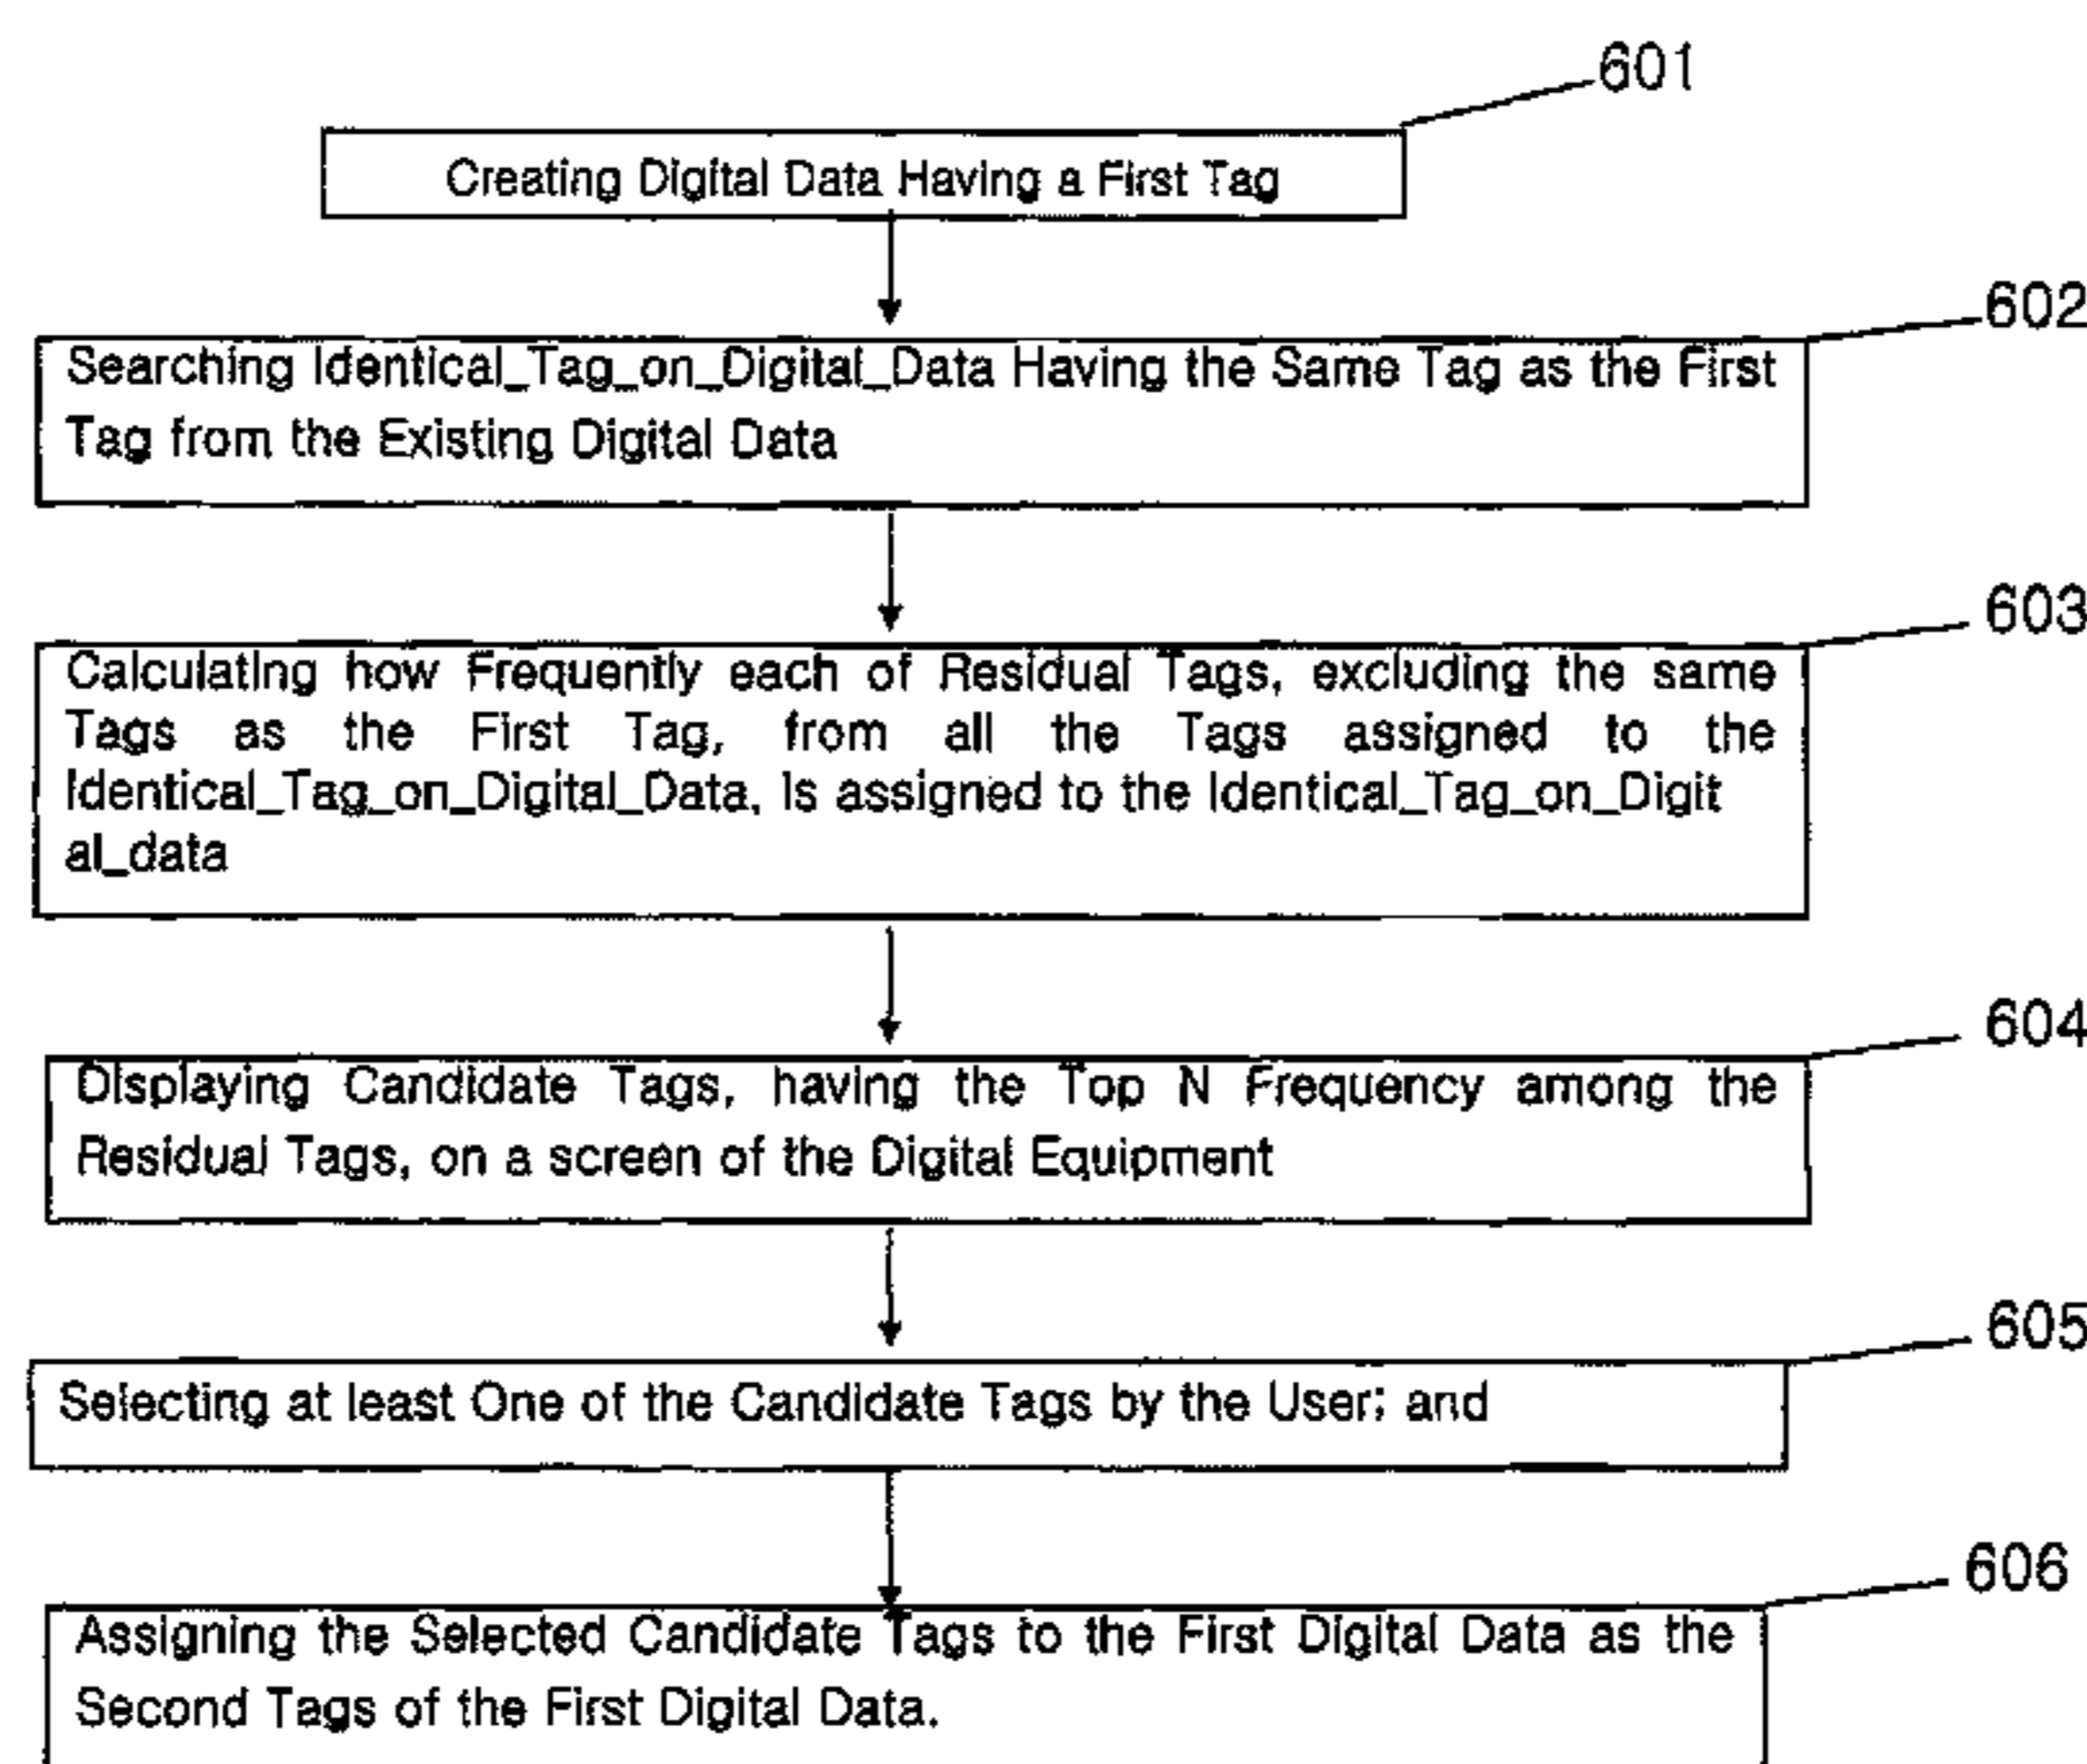 601
Creating Digital Data Having a First Tag
602
Searching Identical_Tag_on_Digital_Data Having the Same Tag as the First
Tag from the Existing Digital Data
603
Calculating how Frequently each of Residual Tags, excluding the same
Tags as the First Tag, from all the Tags assigned to the
Identical_Tag_on_Digital_Data, is assigned to the Identical_Tag_on_Digit
al_data
604
Displaying Candidate Tags, having the Top N Frequency among the
Residual Tags, on a screen of the Digital Equipment
605
Selecting at least One of the Candidate Tags by the User; and
606
Assigning the Selected Candidate Tags to the First Digital Data as the
Second Tags of the First Digital Data.